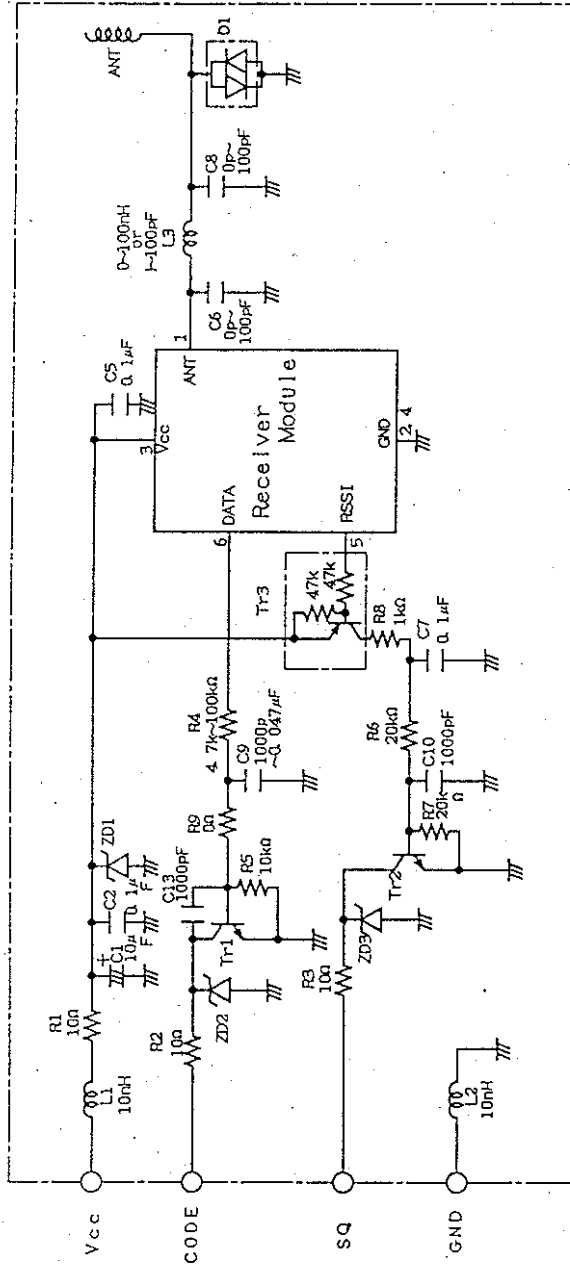 Vcc
CODE
SQ
GND
L1
10nH
R1
10Ω
C1
10μ
F
+
C2
0.1μ
F
ZD1
R2
10Ω
ZD2
C13
1000pF
Tr1
R5
10kΩ
R9
0Ω
C9
1000p
~0.047μF
R4
4.7k~100kΩ
R3
10Ω
ZD3
Tr2
R7
20k
Ω
C10
1000pF
R6
20kΩ
C7
0.1μF
R8
1kΩ
Tr3
47k
47k
L2
10nH
6
DATA
5
RSSI
3
Vcc
C5
0.1μF
Receiver
Module
GND
2
4
1
ANT
C6
0p~
100pF
0~100nH
or
1~100pF
L3
C8
0p~
100pF
ANT
D1